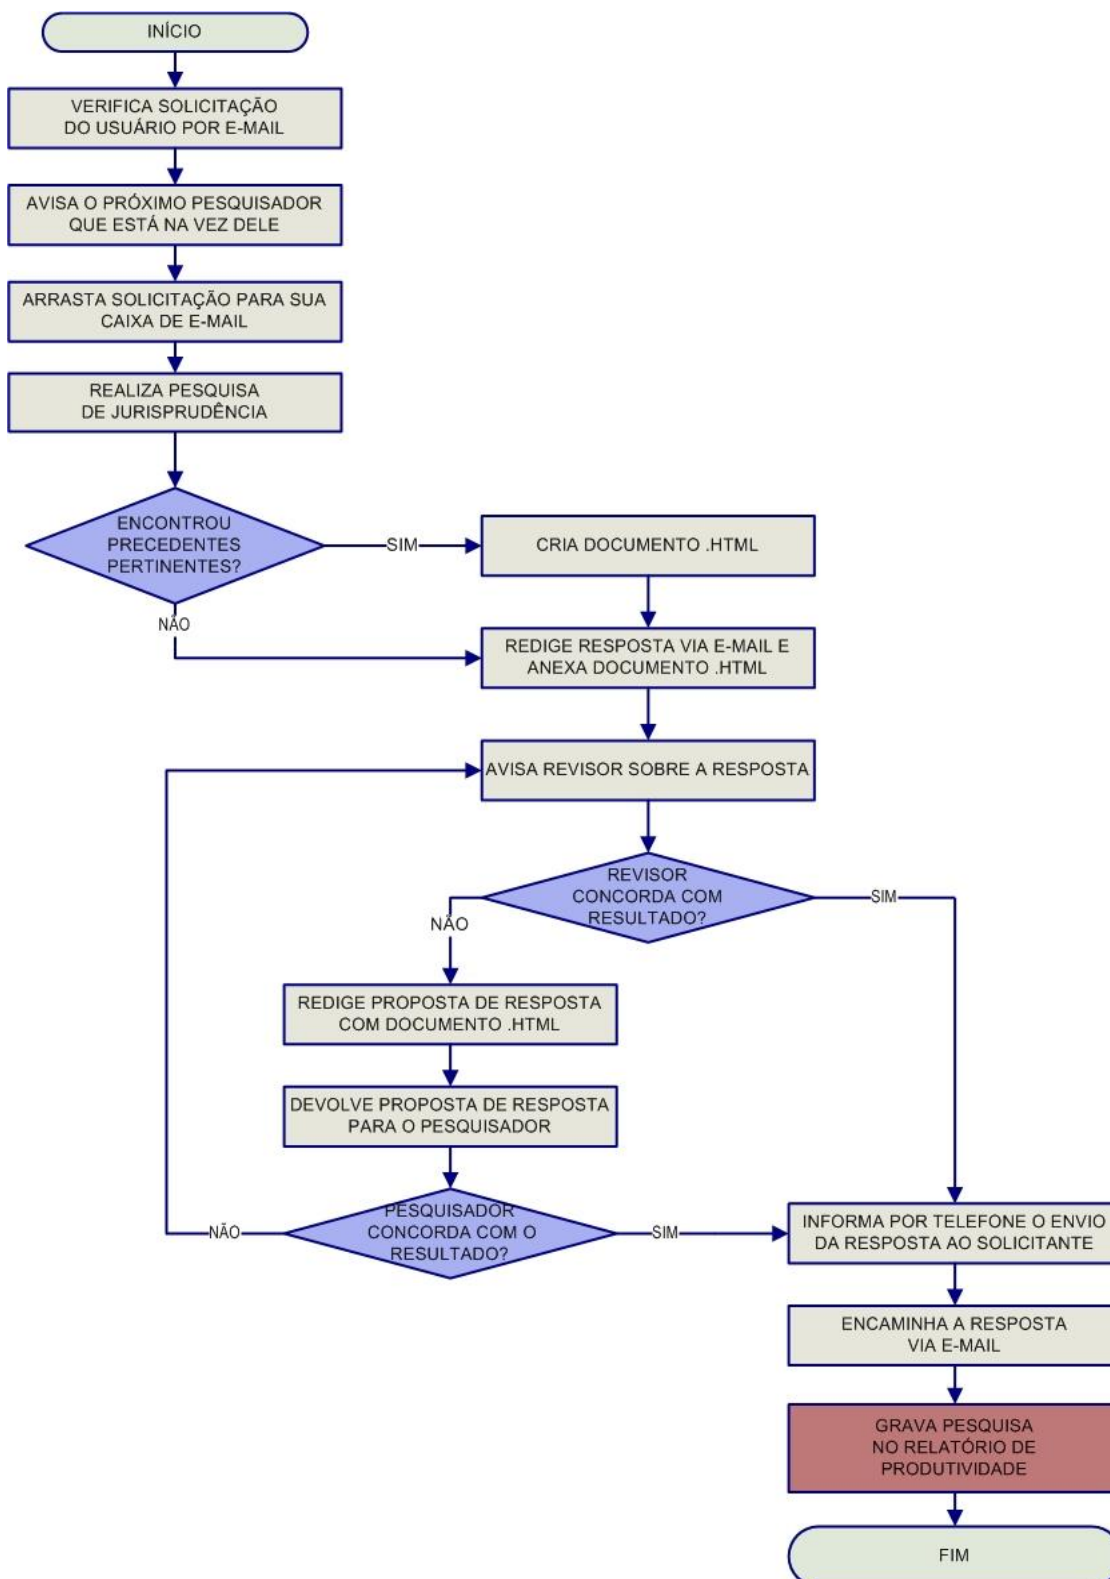 INÍCIO
VERIFICA SOLICITAÇÃO
DO USUÁRIO POR E-MAIL
AVISA O PRÓXIMO PESQUISADOR
QUE ESTÁ NA VEZ DELE
ARRASTA SOLICITAÇÃO PARA SUA
CAIXA DE E-MAIL
REALIZA PESQUISA
DE JURISPRUDÊNCIA
ENCONTROU
PRECEDENTES
PERTINENTES?
SIM
CRIA DOCUMENTO .HTML
NÃO
REDIGE RESPOSTA VIA E-MAIL E
ANEXA DOCUMENTO .HTML
AVISA REVISOR SOBRE A RESPOSTA
REVISOR
CONCORDA COM
RESULTADO?
SIM
NÃO
REDIGE PROPOSTA DE RESPOSTA
COM DOCUMENTO .HTML
DEVOLVE PROPOSTA DE RESPOSTA
PARA O PESQUISADOR
PESQUISADOR
CONCORDA COM O
RESULTADO?
NÃO
SIM
INFORMA POR TELEFONE O ENVIO
DA RESPOSTA AO SOLICITANTE
ENCAMINHA A RESPOSTA
VIA E-MAIL
GRAVA PESQUISA
NO RELATÓRIO DE
PRODUTIVIDADE
FIM